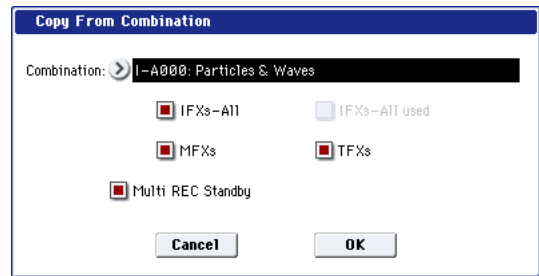 Copy From Combination
Combination: I-A000: Particles & Waves
IFXs-All IFXs-All used
MFXs TFXs
Multi REC Standby
Cancel OK